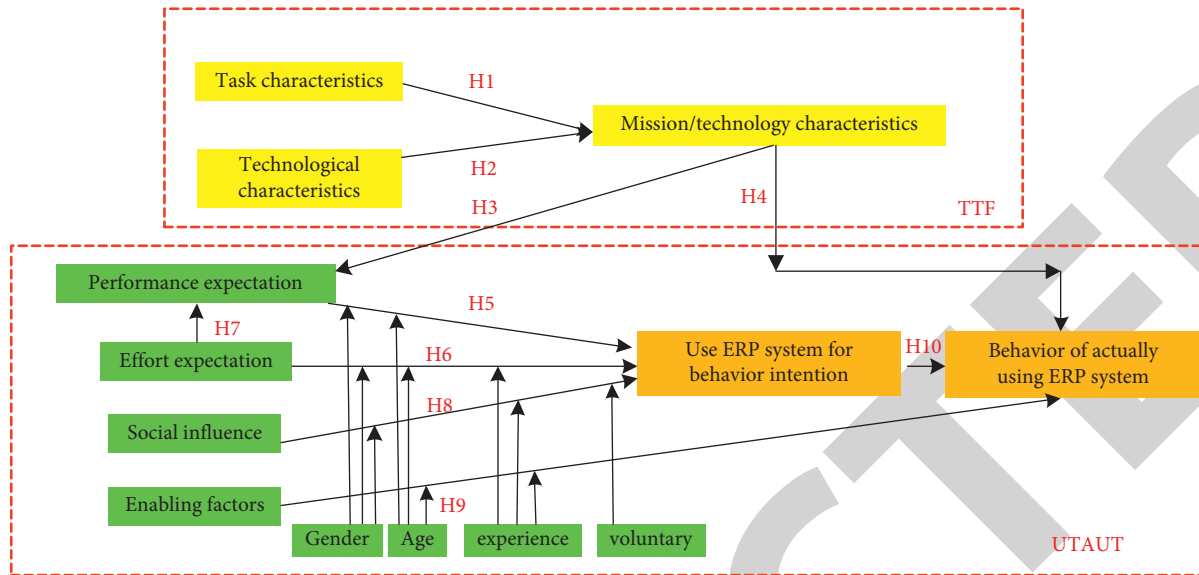 Task characteristics
H1
Mission/technology characteristics
Technological
characteristics
H2
H3
H4
TTF
Performance expectation
H5
H7
Effort expectation
H6
Use ERP system for
behavior intention
H10
Behavior of actually
using ERP system
Social influence
H8
Enabling factors
H9
Gender
Age
experience
voluntary
UTAUT